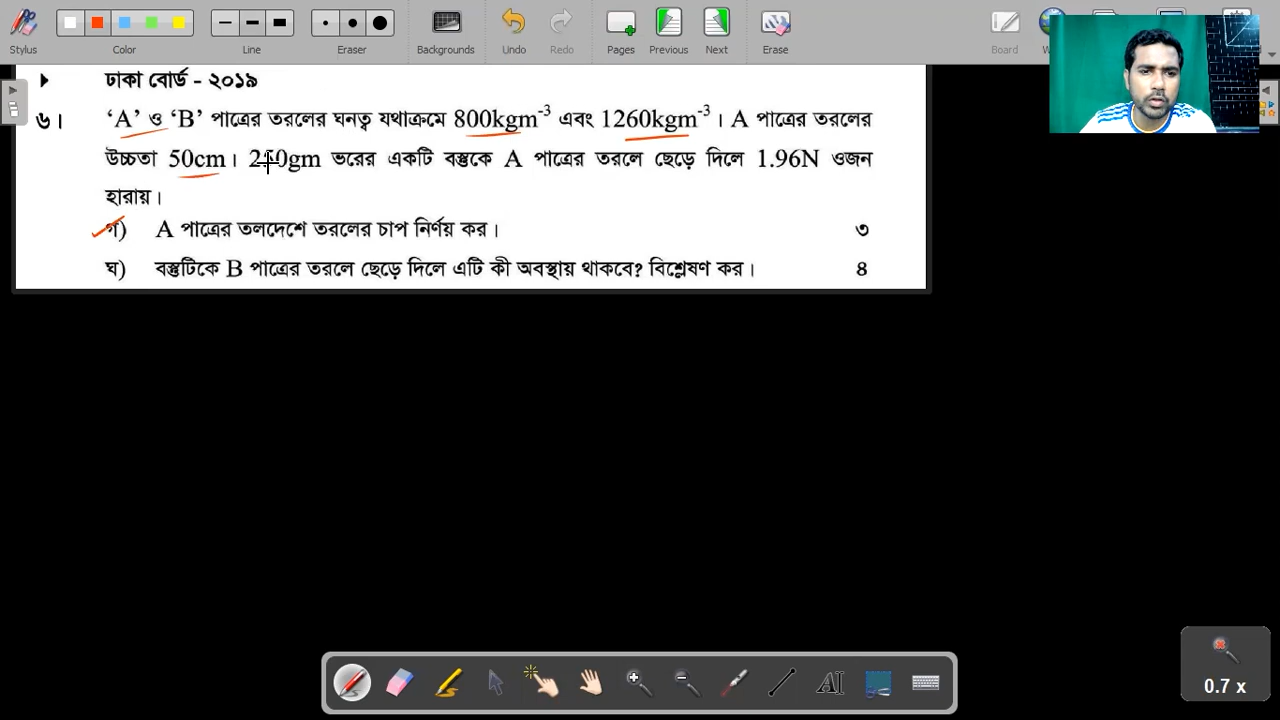 Stylus
Color
Line
Eraser
Backgrounds
Undo
Redo
Pages
Previous
Next
Erase
Board
ঢাকা বোর্ড - ২০১৯
৬। ‘A’ ও ‘B’ পাত্রের তরলের ঘনত্ব যথাক্রমে 800kgm-3 এবং 1260kgm-3। A পাত্রের তরলের
উচ্চতা 50cm। ভরের একটি বস্তুকে A পাত্রের তরলে ছেড়ে দিলে 1.96N ওজন
হারায়।
গ) A পাত্রের তলদেশে তরলের চাপ নির্ণয় কর। ৩
ঘ) বস্তুটিকে B পাত্রের তরলে ছেড়ে দিলে এটি কী অবস্থায় থাকবে? বিশ্লেষণ কর। ৪
0.7 x